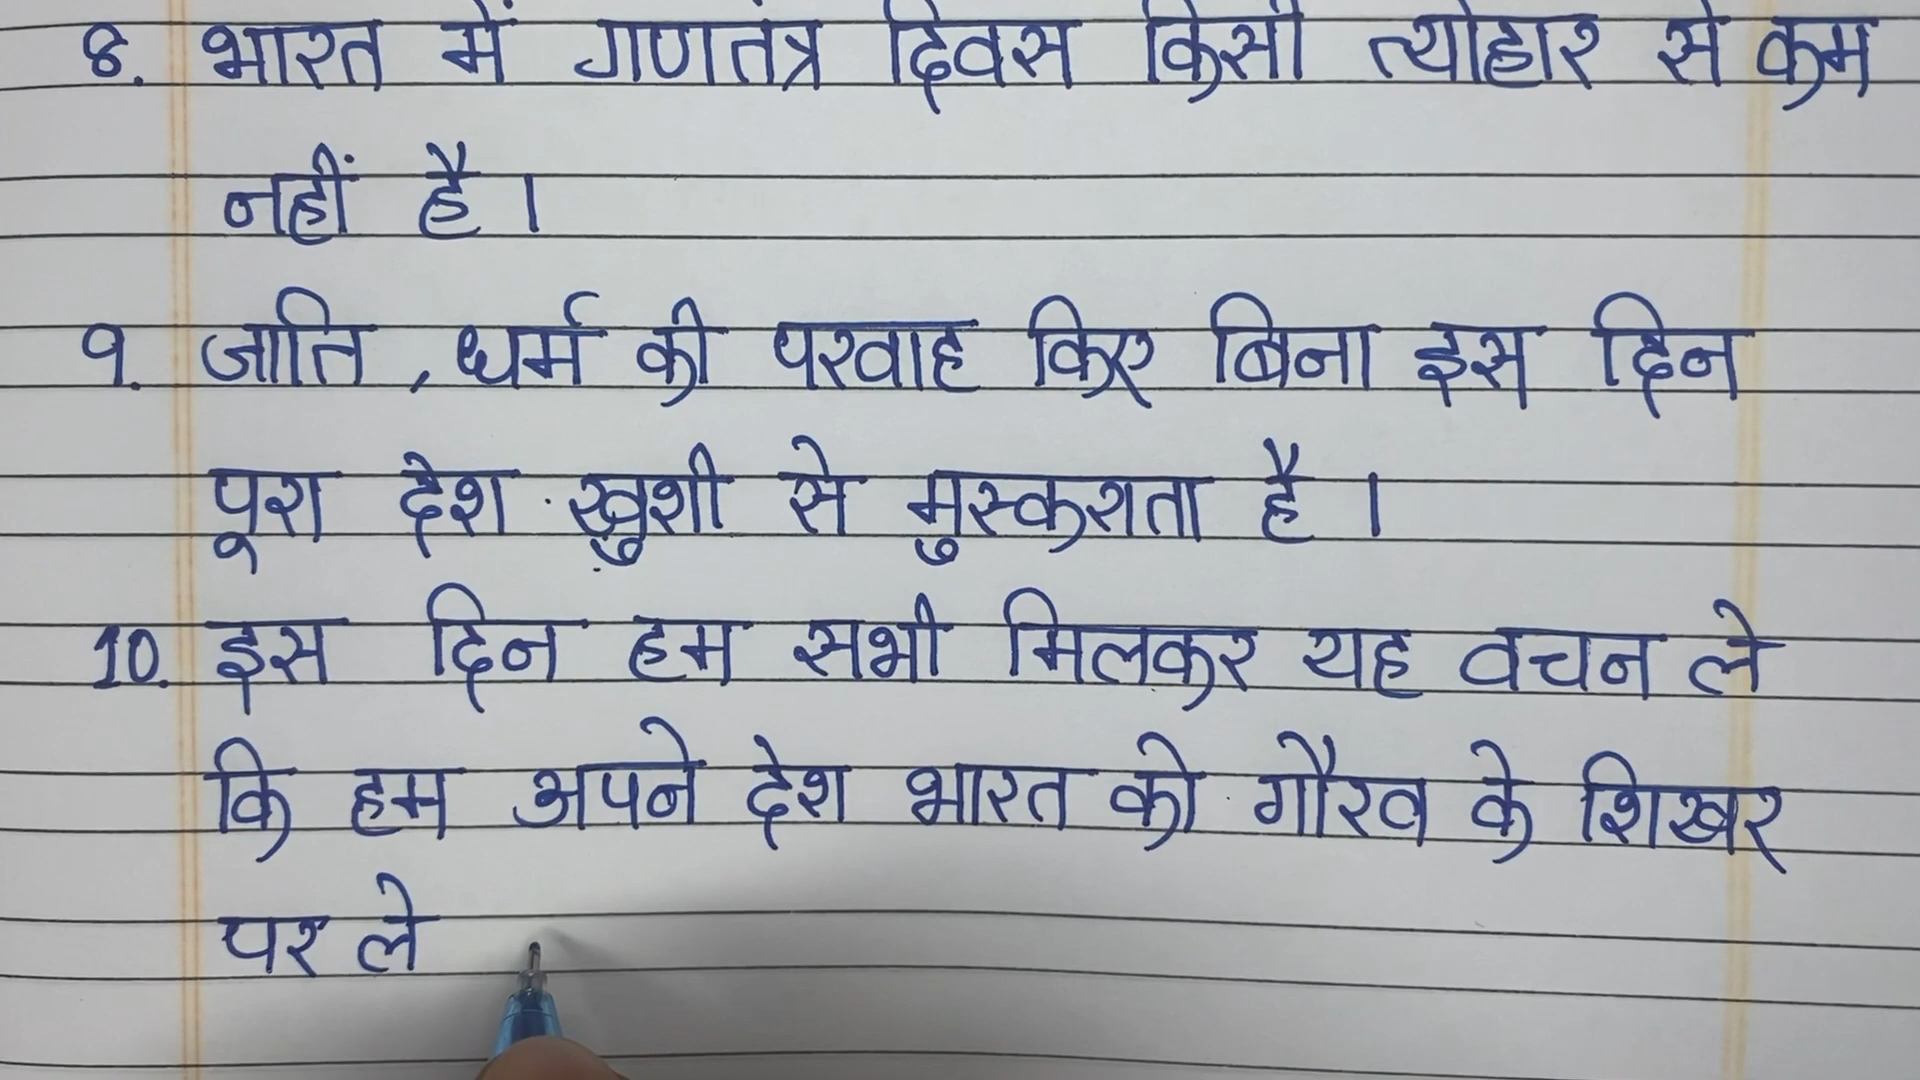 8. भारत में गणतंत्र दिवस किसी त्योहार से कम
नहीं है।
9. जाति, धर्म की परवाह किए बिना इस दिन
पूरा देश खुशी से मुस्कुराता है।
10. इस दिन हम सभी मिलकर यह वचन ले
कि हम अपने देश भारत को गौरव के शिखर
पर ले